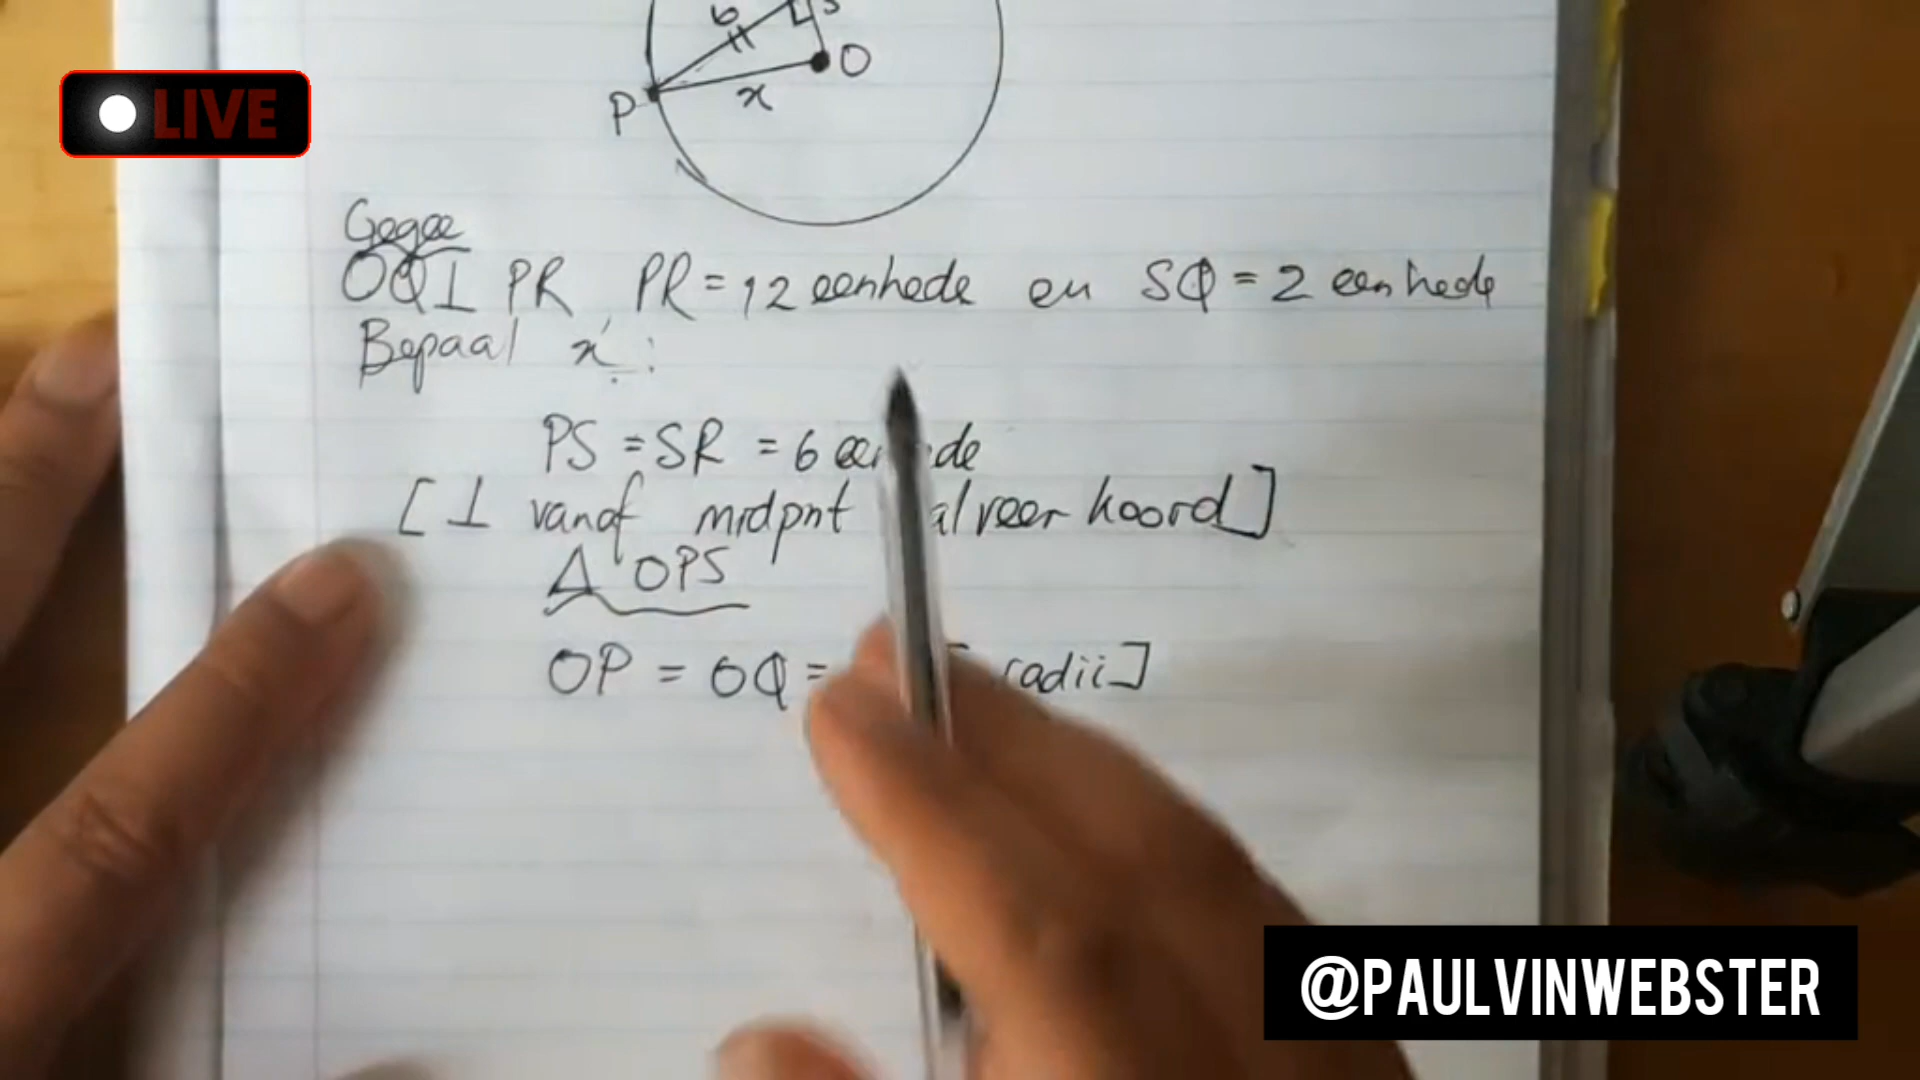 6
S
O
x
P
LIVE
Gegee
OQ ⊥ PR, PR = 12 eenhede en SQ = 2 eenhede
Bepaal x:
PS = SR = 6
[⊥ vanaf midpnt koord]
Δ OPS
OP = OQ = radii]
@PAULVINWEBSTER